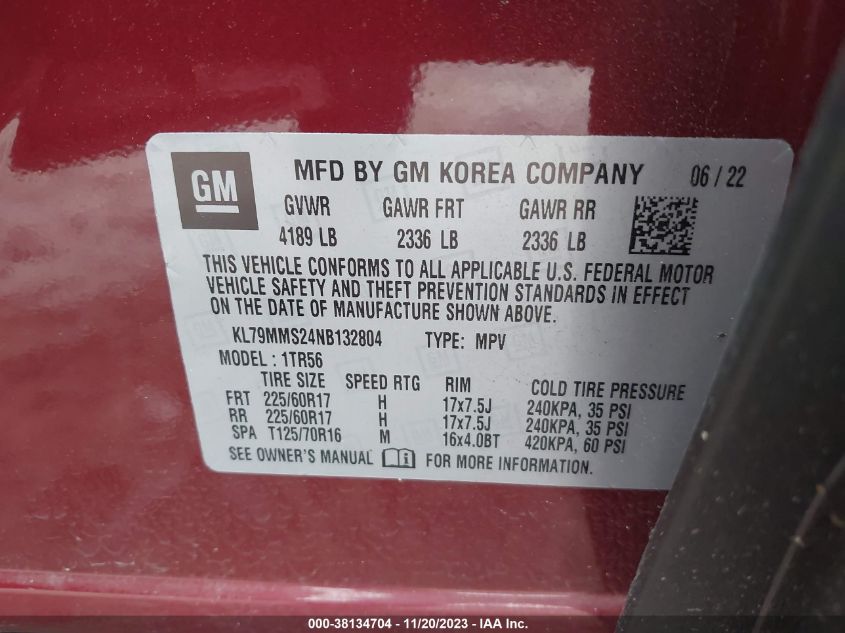 GM MFD BY GM KOREA COMPANY 06 / 22
GVWR GAWR FRT GAWR RR
4189 LB 2336 LB 2336 LB
THIS VEHICLE CONFORMS TO ALL APPLICABLE U.S. FEDERAL MOTOR
VEHICLE SAFETY AND THEFT PREVENTION STANDARDS IN EFFECT
ON THE DATE OF MANUFACTURE SHOWN ABOVE.
KL79MMS24NB132804 TYPE: MPV
MODEL : 1TR56
TIRE SIZE SPEED RTG RIM COLD TIRE PRESSURE
FRT 225/60R17 H 17x7.5J 240KPA, 35 PSI
RR 225/60R17 H 17x7.5J 240KPA, 35 PSI
SPA T125/70R16 M 16x4.0BT 420KPA, 60 PSI
SEE OWNER'S MANUAL FOR MORE INFORMATION.
000-38134704 — 11/20/2023 — IAA Inc.